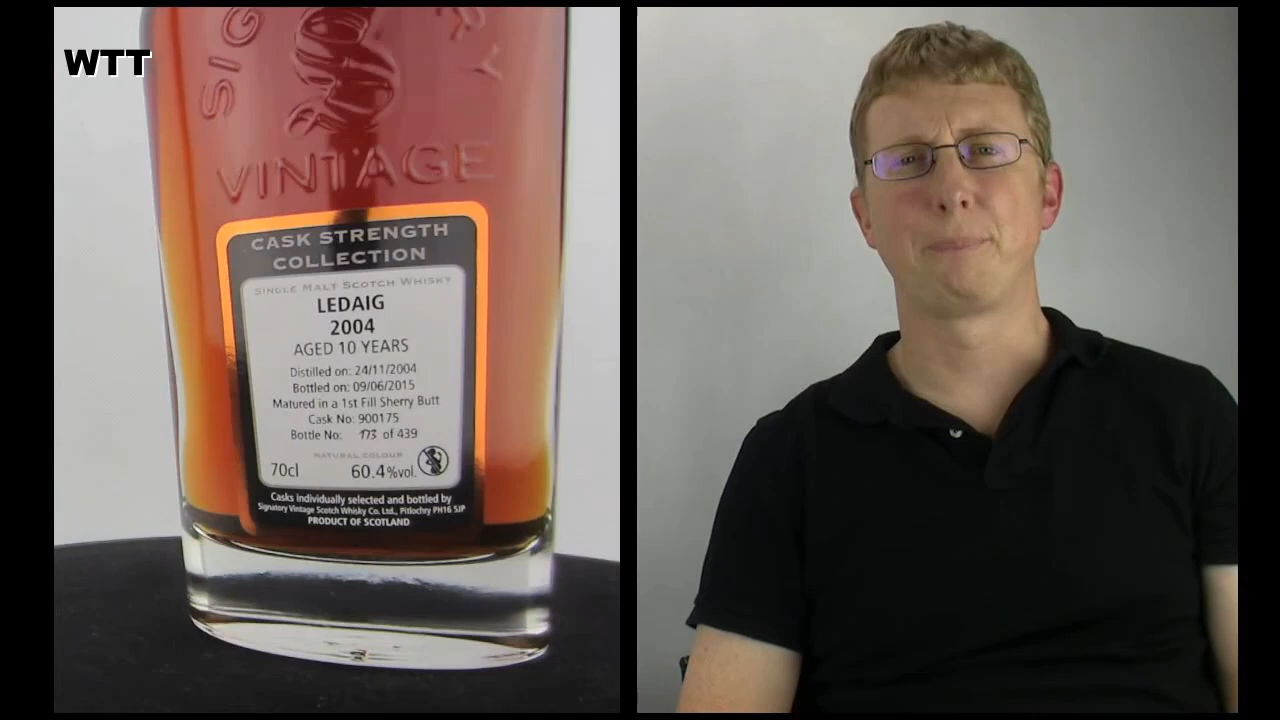 WTT
SIG
RY
VINTAGE
CASK STRENGTH
COLLECTION
SINGLE MALT SCOTCH WHISKY
LEDAIG
2004
AGED 10 YEARS
Distilled on: 24/11/2004
Bottled on: 09/06/2015
Matured in a 1st Fill Sherry Butt
Cask No: 900175
Bottle No: 173 of 439
NATURAL COLOUR
70cl 60.4%vol.
Casks individually selected and bottled by
Signatory Vintage Scotch Whisky Co. Ltd., Pitlochry PH16 5JP
PRODUCT OF SCOTLAND